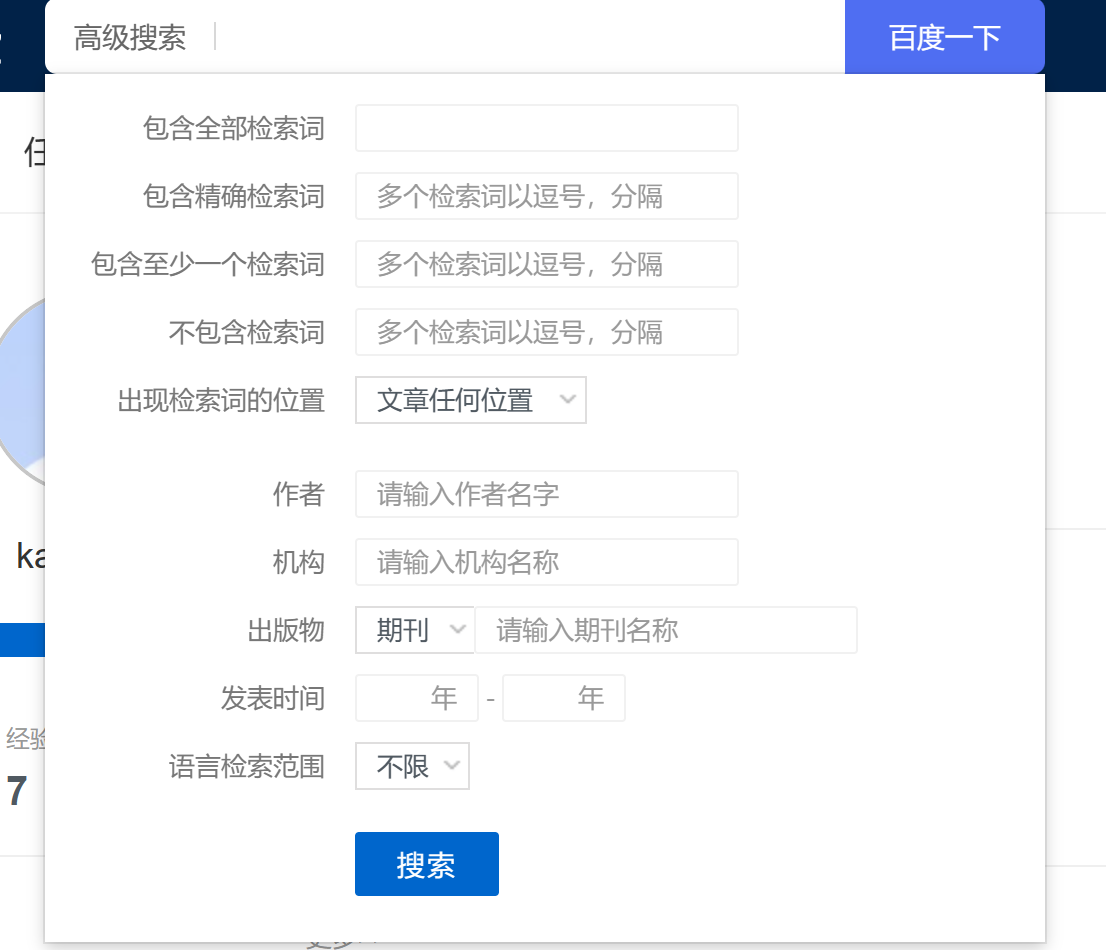 高级搜索
百度一下
包含全部检索词
包含精确检索词 多个检索词以逗号，分隔
包含至少一个检索词 多个检索词以逗号，分隔
不包含检索词 多个检索词以逗号，分隔
出现检索词的位置 文章任何位置
作者 请输入作者名字
机构 请输入机构名称
出版物 期刊 请输入期刊名称
发表时间 年 - 年
语言检索范围 不限
搜索
任
ka
经验
7